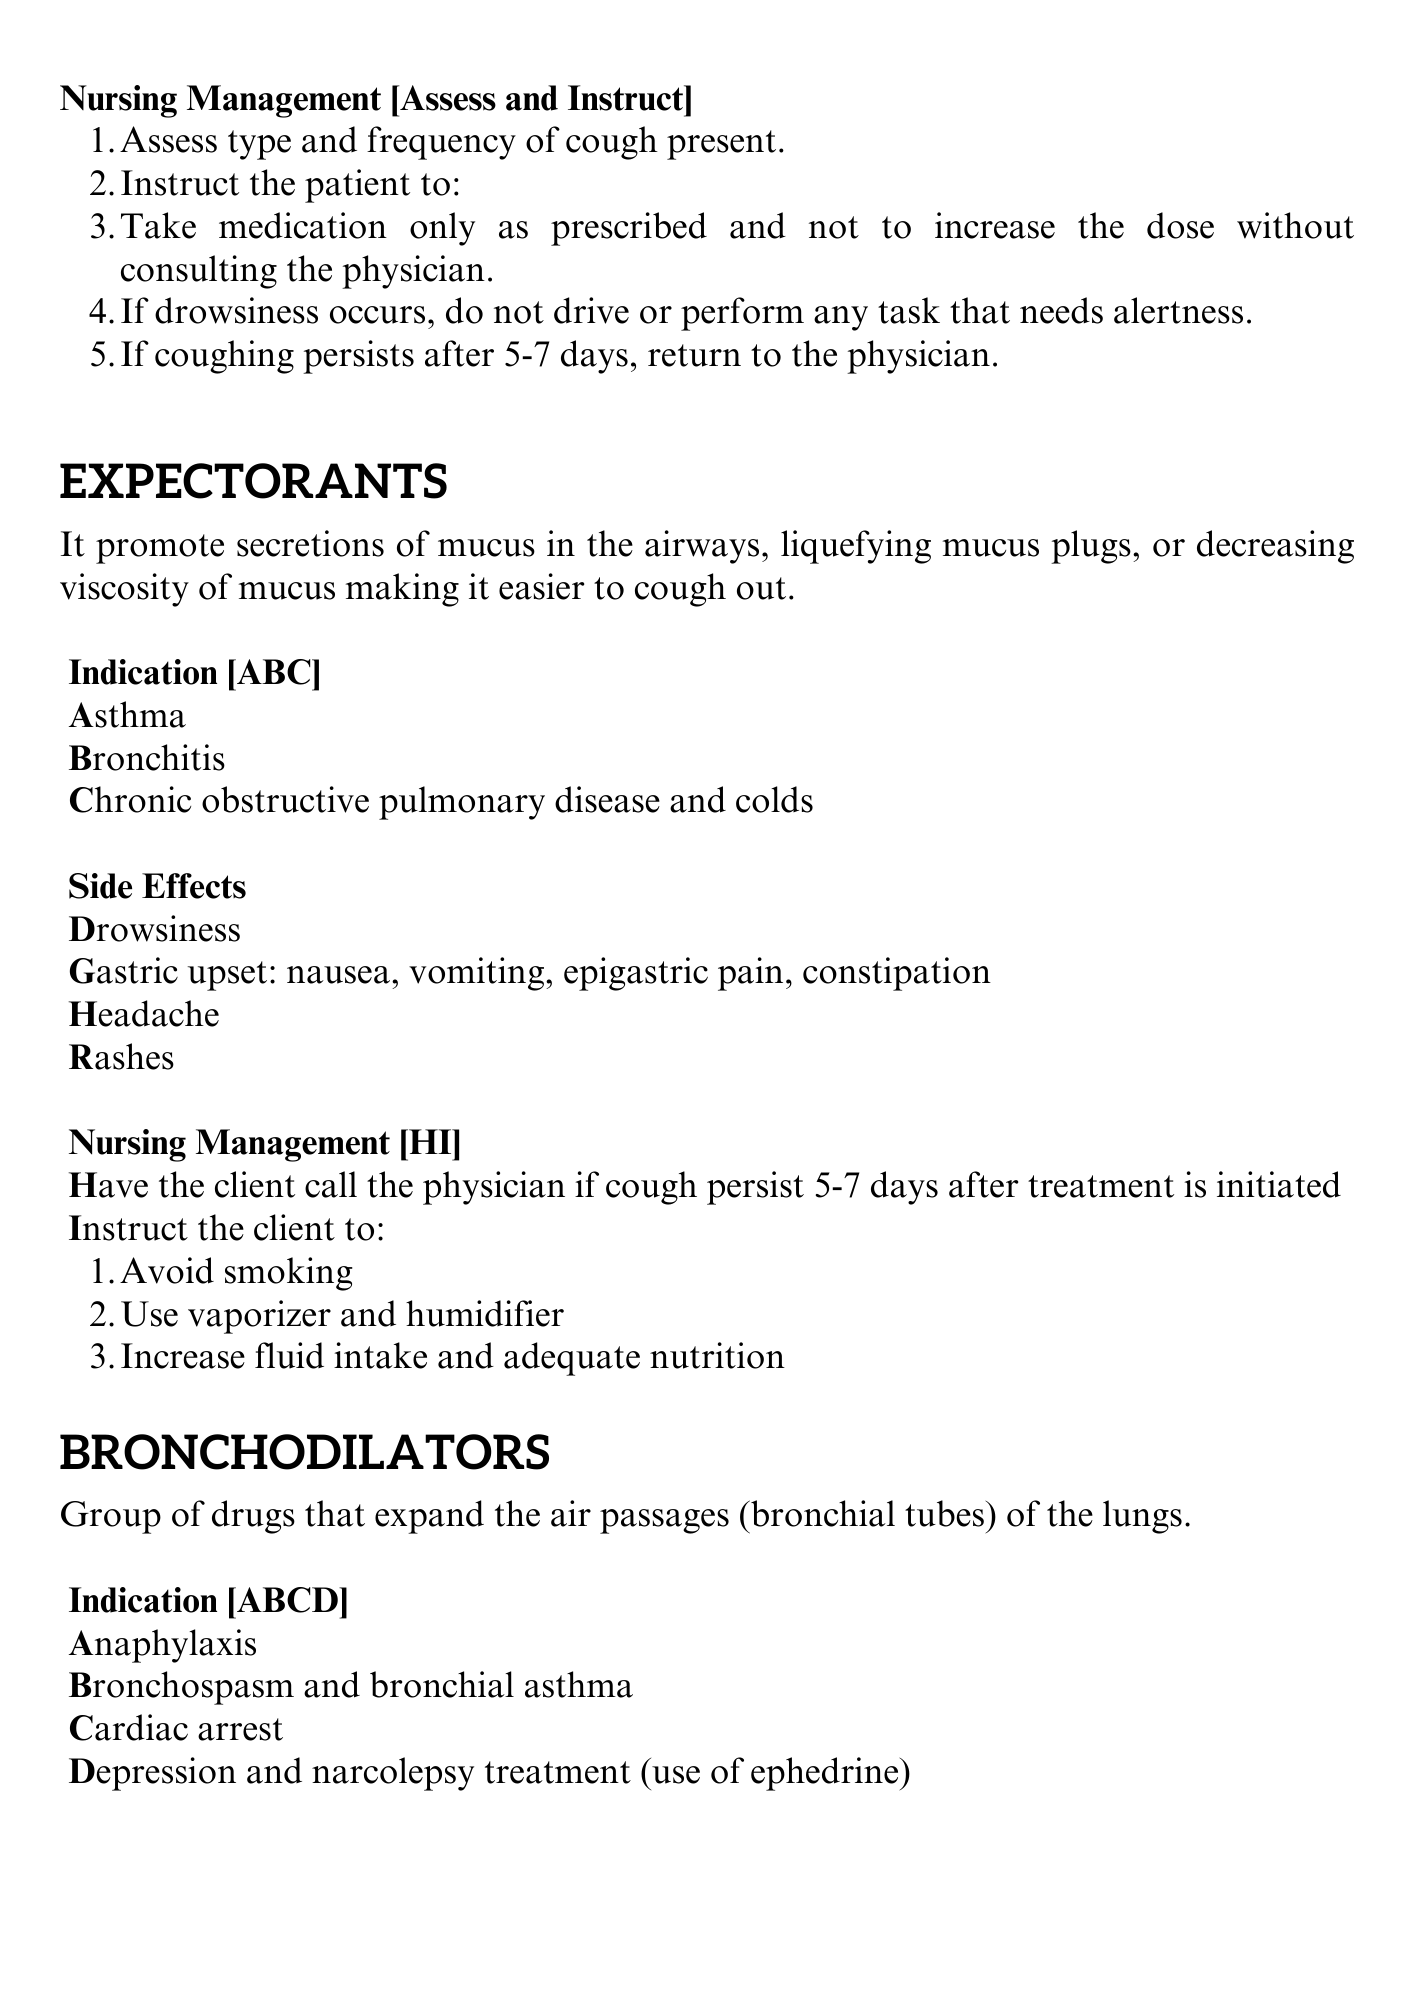 Nursing Management [Assess and Instruct]
1. Assess type and frequency of cough present.
2. Instruct the patient to:
3. Take medication only as prescribed and not to increase the dose without
consulting the physician.
4. If drowsiness occurs, do not drive or perform any task that needs alertness.
5. If coughing persists after 5-7 days, return to the physician.
EXPECTORANTS
It promote secretions of mucus in the airways, liquefying mucus plugs, or decreasing
viscosity of mucus making it easier to cough out.
Indication [ABC]
Asthma
Bronchitis
Chronic obstructive pulmonary disease and colds
Side Effects
Drowsiness
Gastric upset: nausea, vomiting, epigastric pain, constipation
Headache
Rashes
Nursing Management [HI]
Have the client call the physician if cough persist 5-7 days after treatment is initiated
Instruct the client to:
1. Avoid smoking
2. Use vaporizer and humidifier
3. Increase fluid intake and adequate nutrition
BRONCHODILATORS
Group of drugs that expand the air passages (bronchial tubes) of the lungs.
Indication [ABCD]
Anaphylaxis
Bronchospasm and bronchial asthma
Cardiac arrest
Depression and narcolepsy treatment (use of ephedrine)